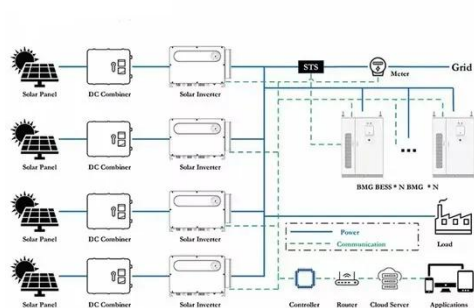 STS
Meter
Grid
Solar Panel DC Combiner Solar Inverter
Solar Panel DC Combiner Solar Inverter
BMG BESS * N BMG * N
Solar Panel DC Combiner Solar Inverter
Power
Communication
Load
Solar Panel DC Combiner Solar Inverter
Controller Router Cloud Server Application